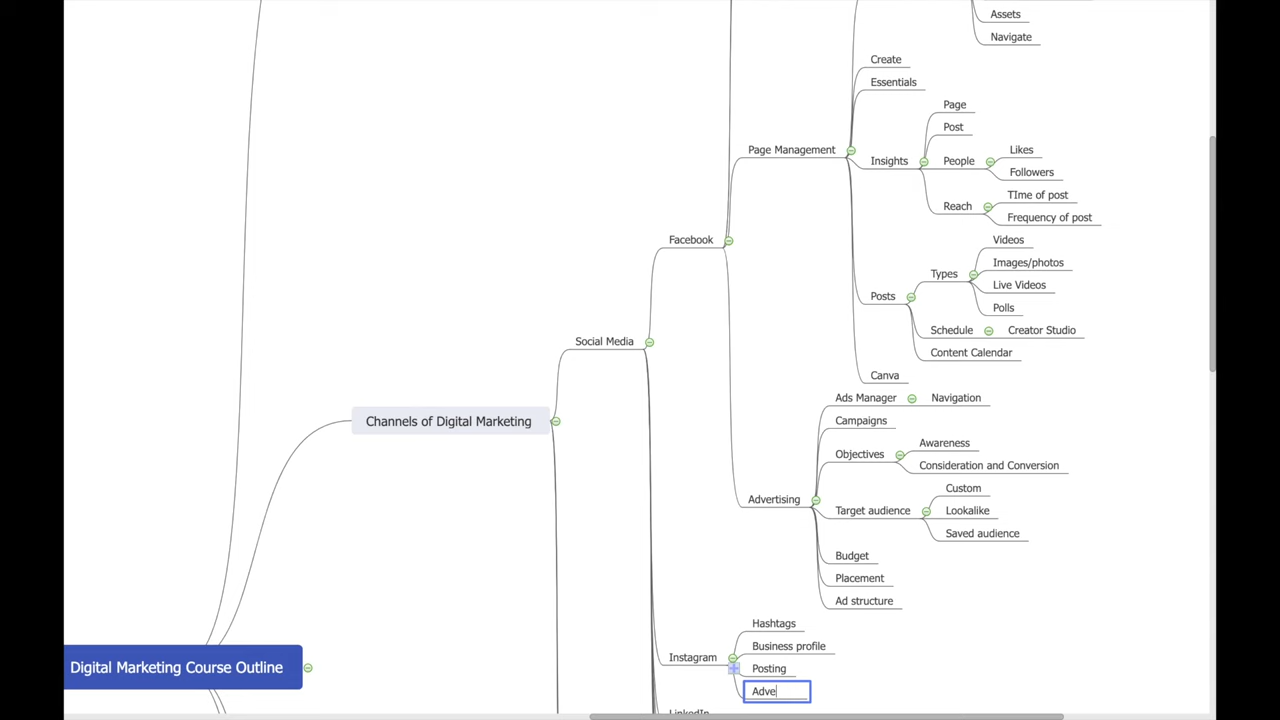 Assets
Navigate
Create
Essentials
Page
Post
Page Management
Insights
People
Likes
Followers
Reach
TIme of post
Frequency of post
Facebook
Videos
Types
Images/photos
Live Videos
Posts
Polls
Schedule
Creator Studio
Social Media
Content Calendar
Canva
Ads Manager
Navigation
Channels of Digital Marketing
Campaigns
Objectives
Awareness
Consideration and Conversion
Advertising
Custom
Target audience
Lookalike
Saved audience
Budget
Placement
Ad structure
Hashtags
Business profile
Instagram
Digital Marketing Course Outline
Posting
Adve
LinkedIn